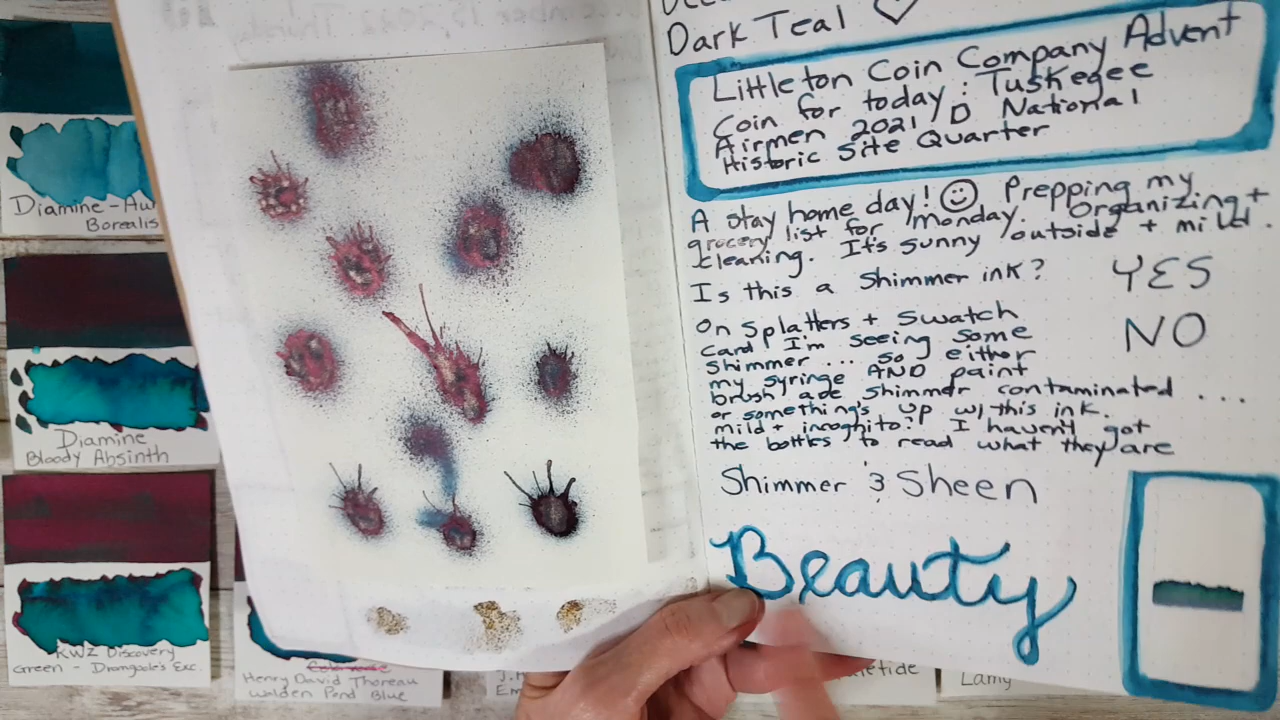 Dark Teal
Littleton Coin Company Advent
Coin for today: Tuskegee
Airmen 2021/D National
Historic Site Quarter
A stay home day! Prepping my
grocery list for Monday. Organizing +
cleaning. It's sunny outside + mild.
Is this a Shimmer ink? YES
NO
On Splatters + Swatch
card I'm seeing some
shimmer... so either
my syringe AND paint
brush are shimmer contaminated....
or something's up w/ this ink.
mild + incognito? I haven't got
the bottles to read what they are
Shimmer & Sheen
Beauty
Diamine-Au
Borealis
Diamine
Bloody Absinth
KWZ Discovery
Green - Dromgoole's Exc.
Henry David Thoreau
Walden Pond Blue
Lamy